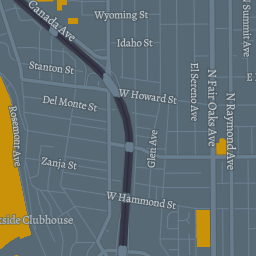 Wyoming St
Canada Ave
Idaho St
N Summit Ave
Stanton St
El Sereno Ave
N Fair Oaks Ave
N Raymond Ave
Del Monte St
W Howard St
Rosemont Ave
Glen Ave
Zanja St
W Hammond St
kside Clubhouse